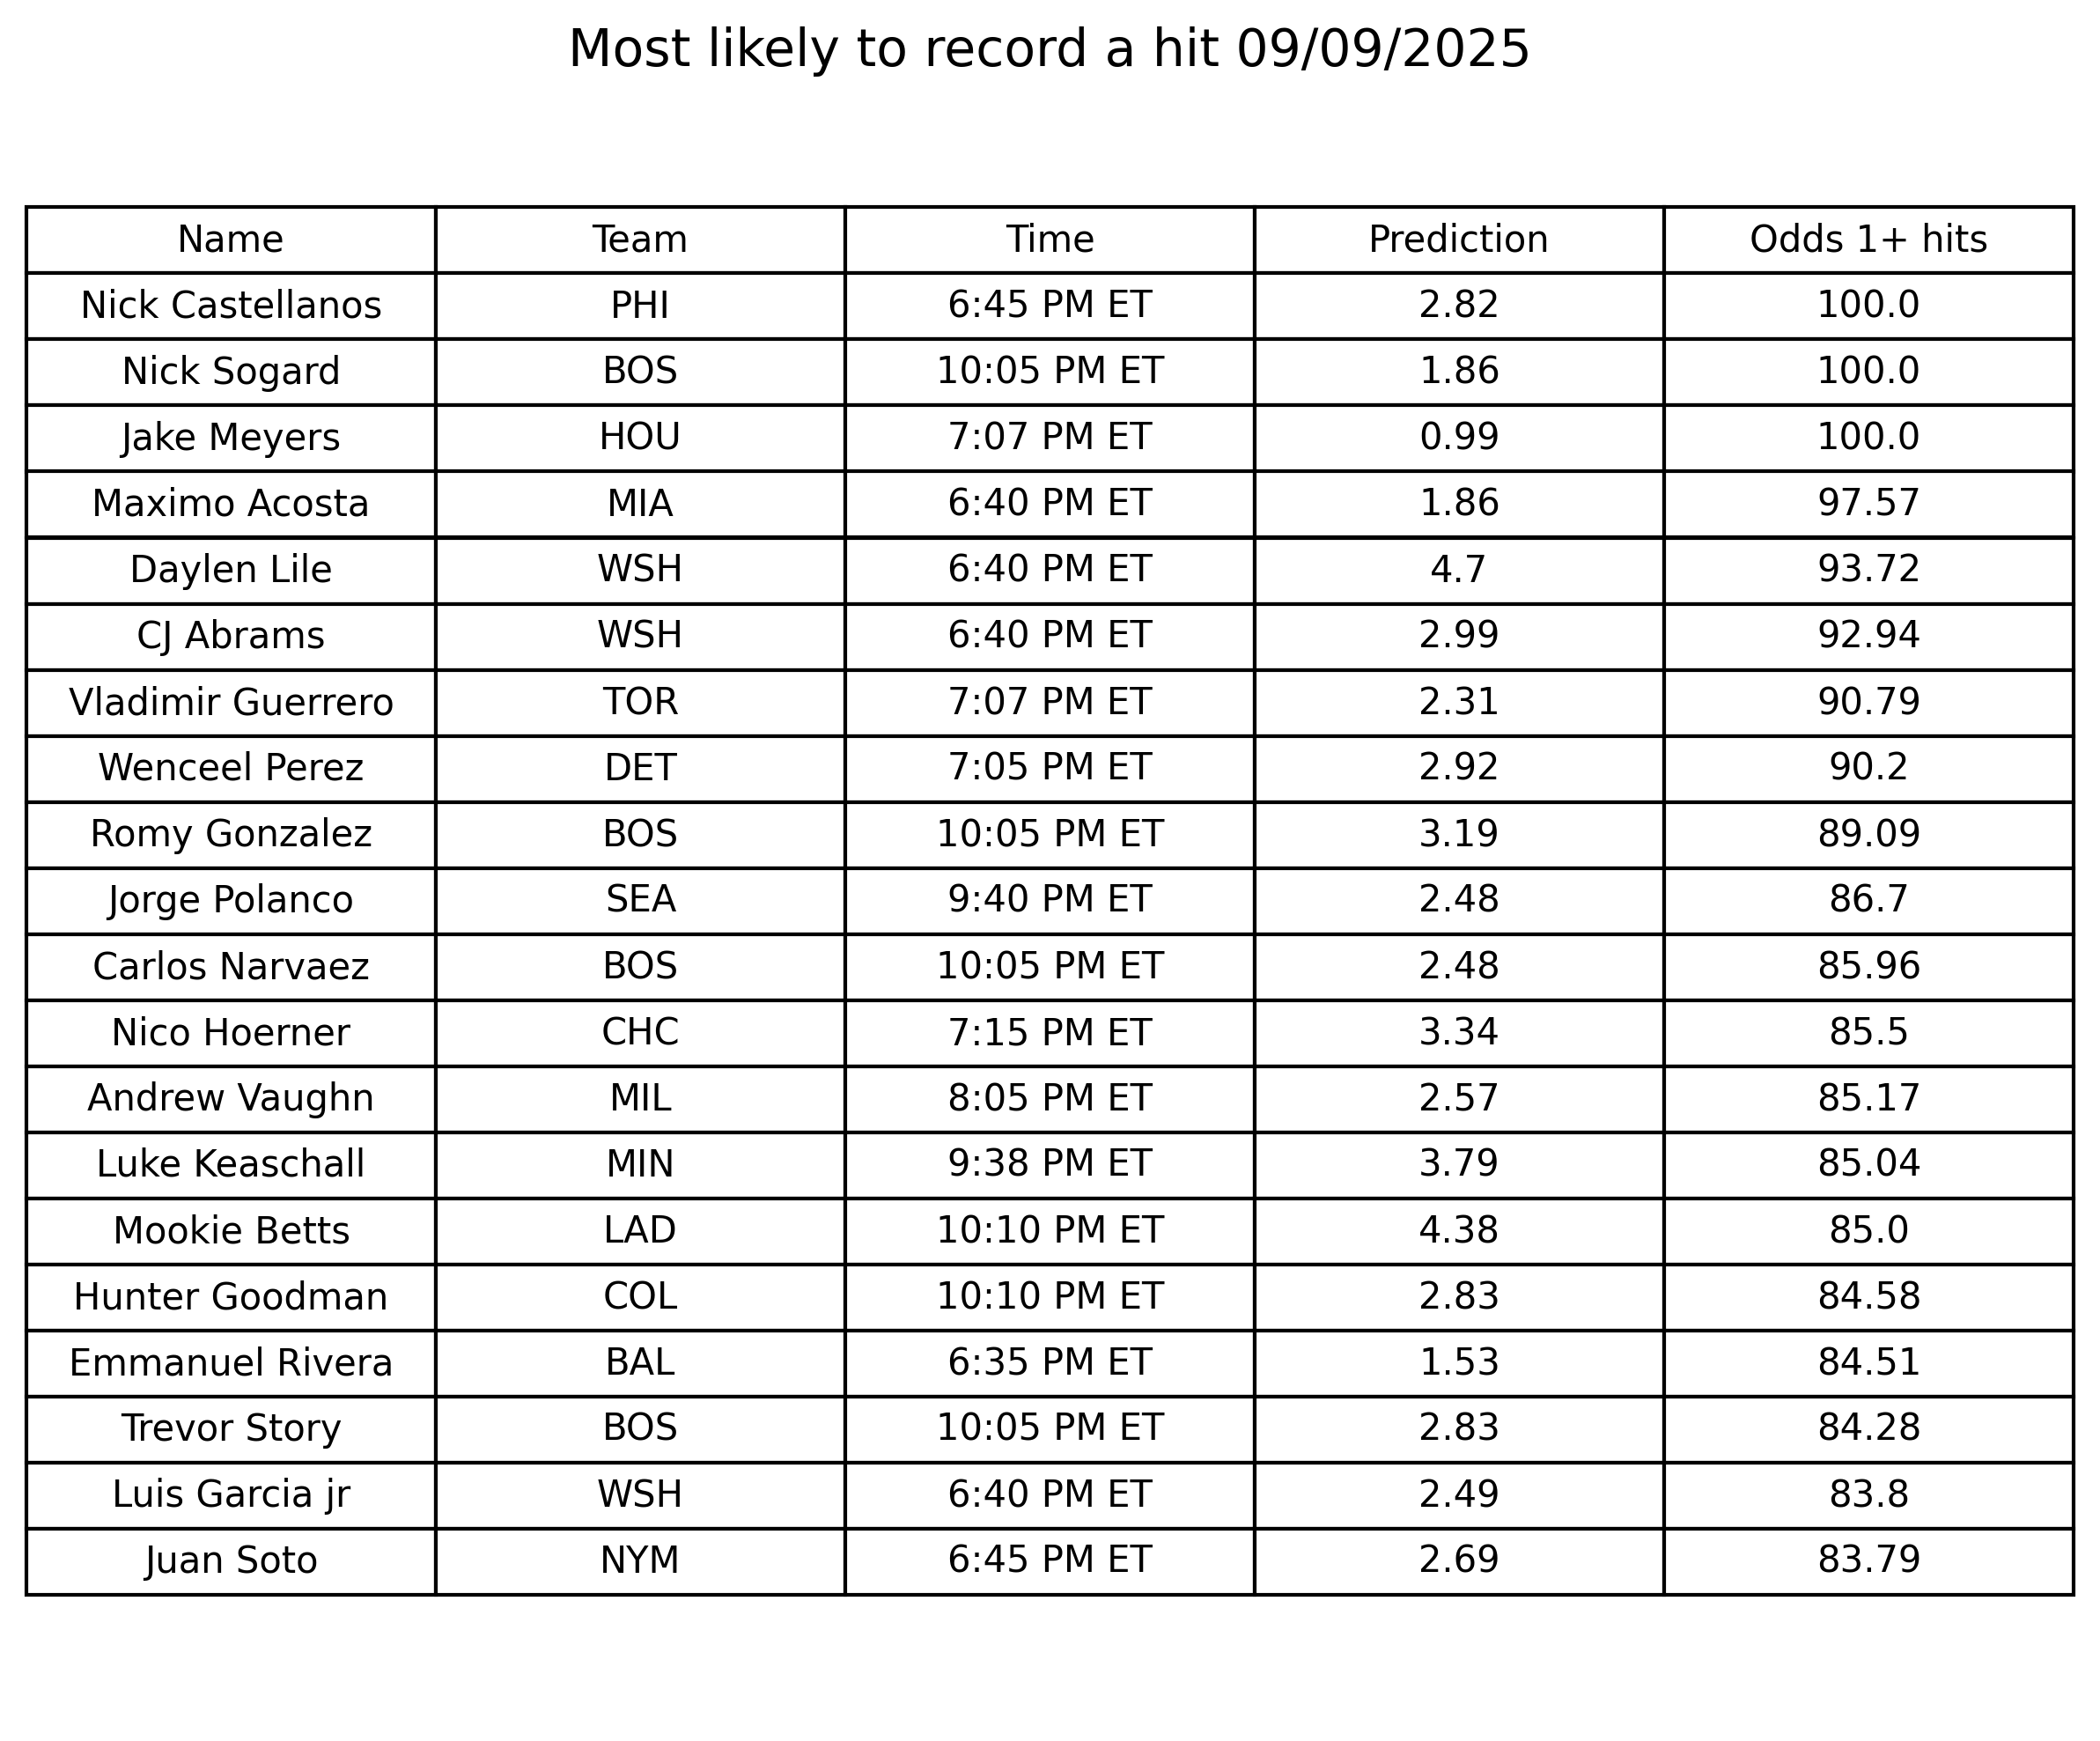 Most likely to record a hit 09/09/2025
Name Team Time Prediction Odds 1+ hits
Nick Castellanos PHI 6:45 PM ET 2.82 100.0
Nick Sogard BOS 10:05 PM ET 1.86 100.0
Jake Meyers HOU 7:07 PM ET 0.99 100.0
Maximo Acosta MIA 6:40 PM ET 1.86 97.57
Daylen Lile WSH 6:40 PM ET 4.7 93.72
CJ Abrams WSH 6:40 PM ET 2.99 92.94
Vladimir Guerrero TOR 7:07 PM ET 2.31 90.79
Wenceel Perez DET 7:05 PM ET 2.92 90.2
Romy Gonzalez BOS 10:05 PM ET 3.19 89.09
Jorge Polanco SEA 9:40 PM ET 2.48 86.7
Carlos Narvaez BOS 10:05 PM ET 2.48 85.96
Nico Hoerner CHC 7:15 PM ET 3.34 85.5
Andrew Vaughn MIL 8:05 PM ET 2.57 85.17
Luke Keaschall MIN 9:38 PM ET 3.79 85.04
Mookie Betts LAD 10:10 PM ET 4.38 85.0
Hunter Goodman COL 10:10 PM ET 2.83 84.58
Emmanuel Rivera BAL 6:35 PM ET 1.53 84.51
Trevor Story BOS 10:05 PM ET 2.83 84.28
Luis Garcia jr WSH 6:40 PM ET 2.49 83.8
Juan Soto NYM 6:45 PM ET 2.69 83.79